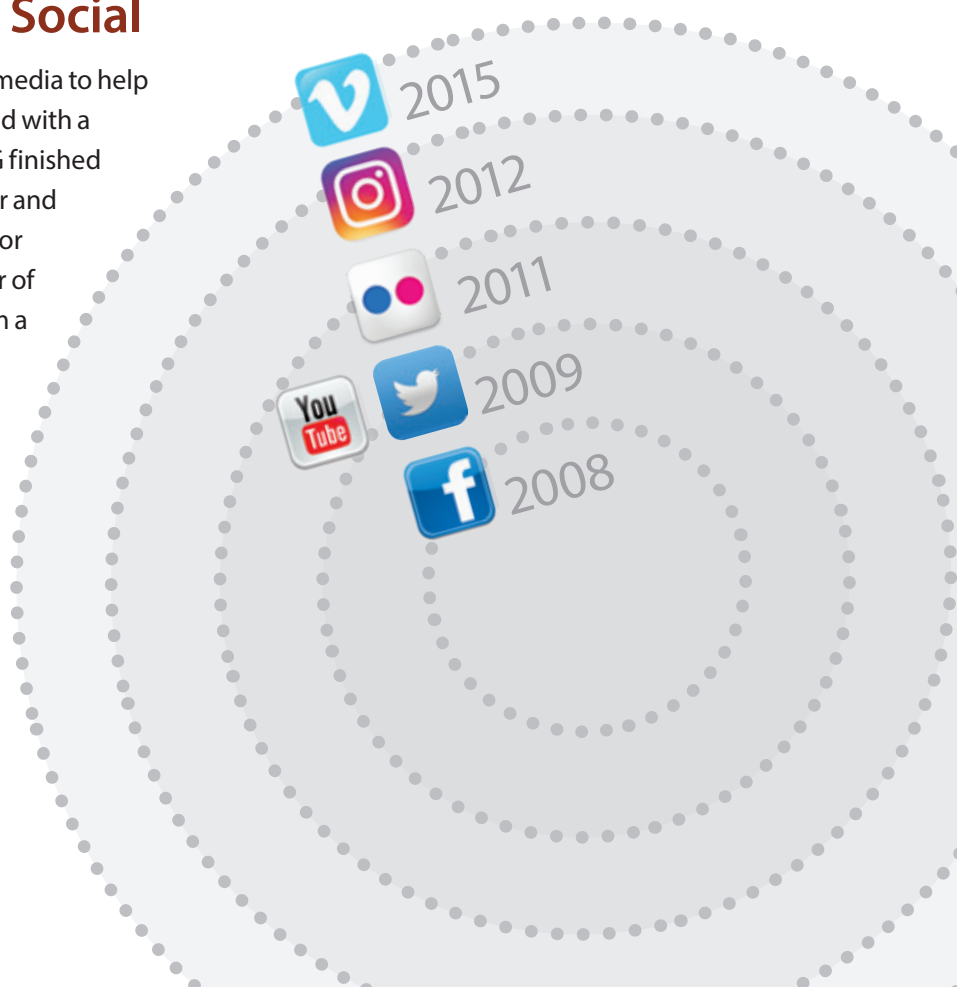 Social
media to help
d with a
finished
r and
or
r of
n a
2015
2012
2011
2009
You
Tube
2008